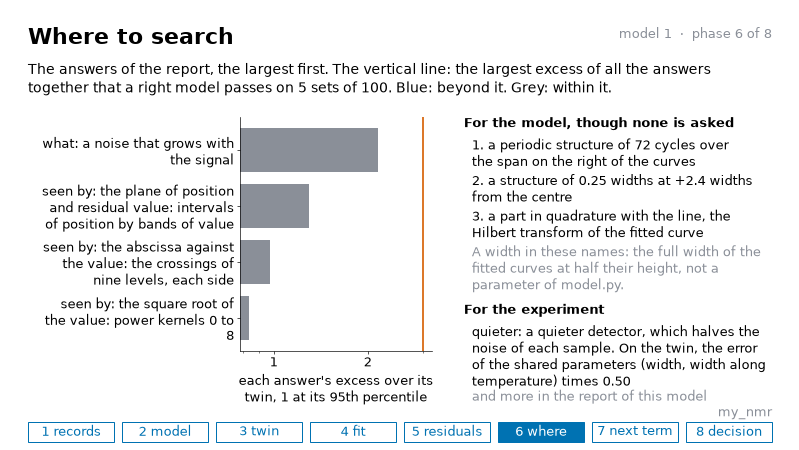 Where to search
model 1 · phase 6 of 8
The answers of the report, the largest first. The vertical line: the largest excess of all the answers
together that a right model passes on 5 sets of 100. Blue: beyond it. Grey: within it.
what: a noise that grows with
the signal
seen by: the plane of position
and residual value: intervals
of position by bands of value
seen by: the abscissa against
the value: the crossings of
nine levels, each side
seen by: the square root of
the value: power kernels 0 to
8
1
2
each answer's excess over its
twin, 1 at its 95th percentile
For the model, though none is asked
1. a periodic structure of 72 cycles over
the span on the right of the curves
2. a structure of 0.25 widths at +2.4 widths
from the centre
3. a part in quadrature with the line, the
Hilbert transform of the fitted curve
A width in these names: the full width of the
fitted curves at half their height, not a
parameter of model.py.
For the experiment
quieter: a quieter detector, which halves the
noise of each sample. On the twin, the error
of the shared parameters (width, width along
temperature) times 0.50
and more in the report of this model
my_nmr
1 records
2 model
3 twin
4 fit
5 residuals
6 where
7 next term
8 decision